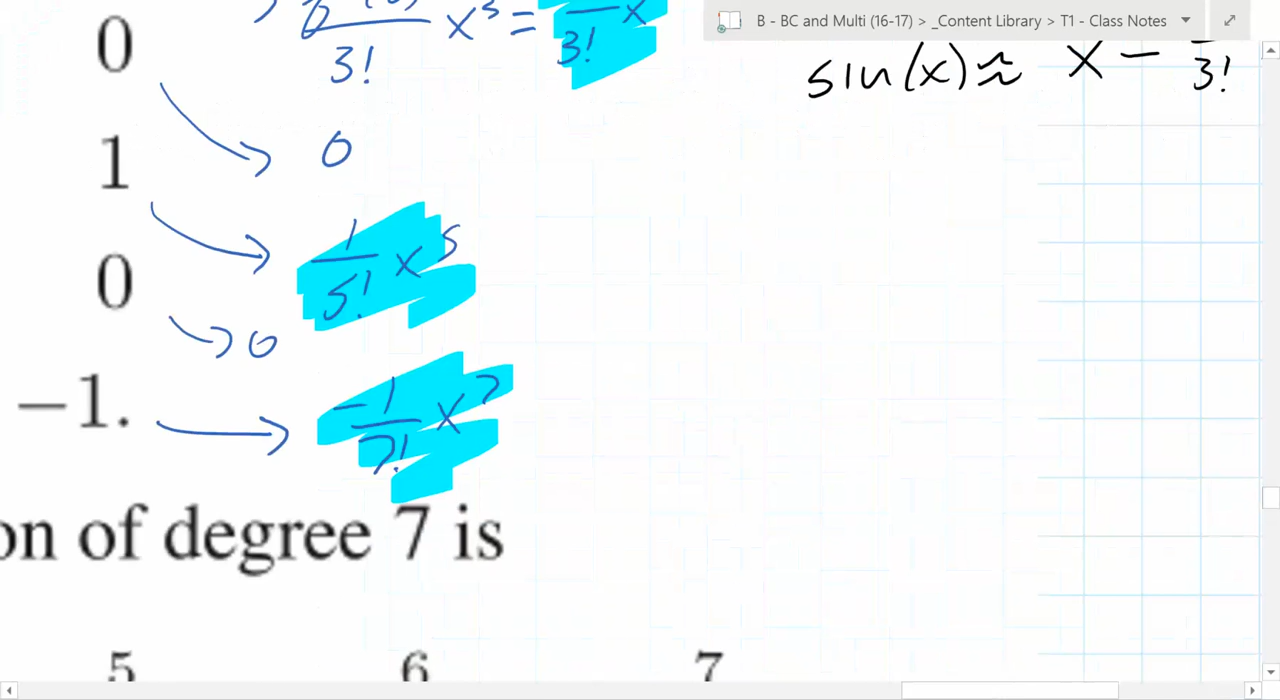 B - BC and Multi (16-17) > _Content Library > T1 - Class Notes
0
x³ =
3!
3! x
sin(x) ≈ x -
3!
1
0
0
1/5! x⁵
0
-1.
-1/7! x⁷
on of degree 7 is
5 6 7